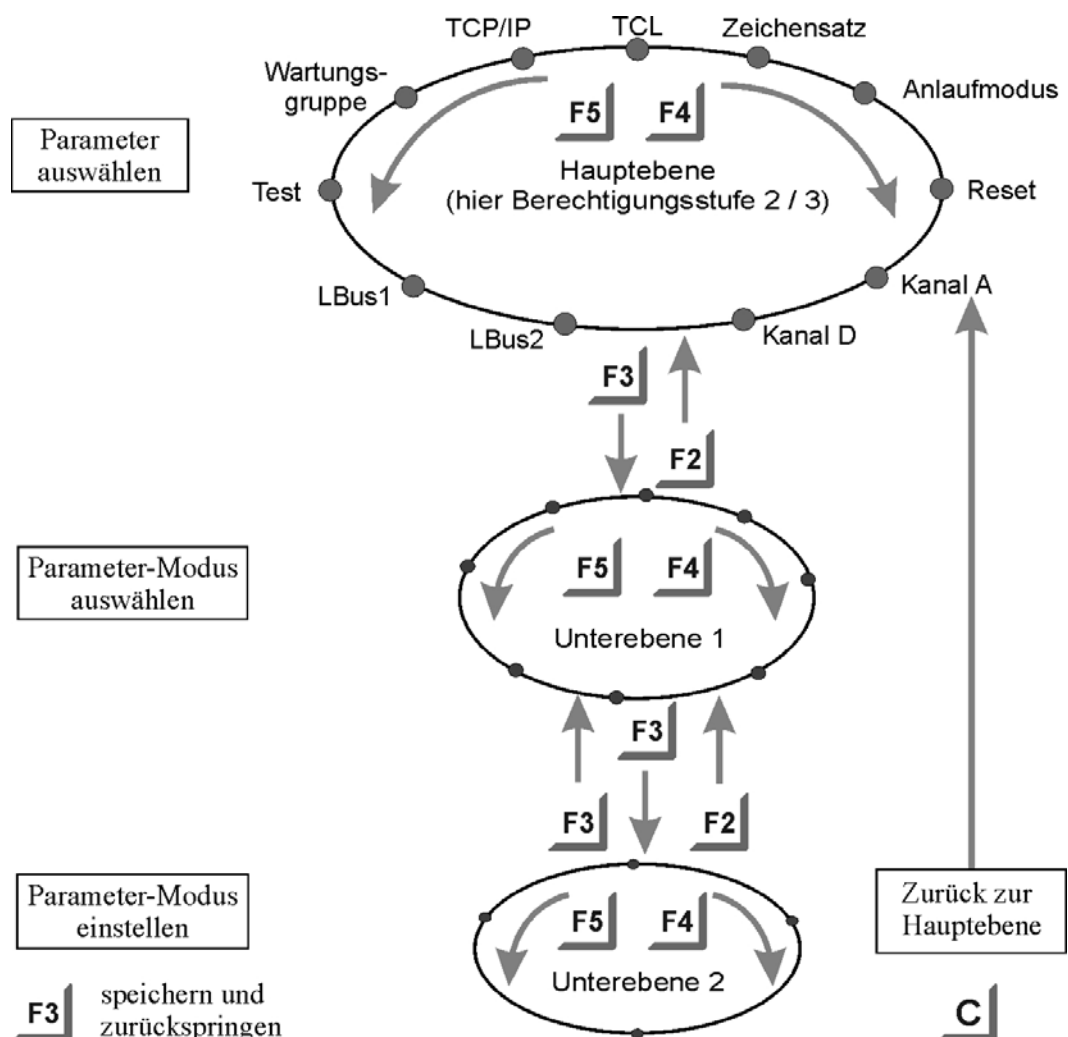 TCP/IP
TCL
Zeichensatz
Wartungs-
gruppe
Anlaufmodus
F5
F4
Parameter
auswählen
Hauptebene
(hier Berechtigungsstufe 2 / 3)
Test
Reset
LBus1
Kanal A
LBus2
Kanal D
F3
F2
Parameter-Modus
auswählen
F5
F4
Unterebene 1
F3
F3
F2
Parameter-Modus
einstellen
F5
F4
Unterebene 2
Zurück zur
Hauptebene
F3
speichern und
zurückspringen
C